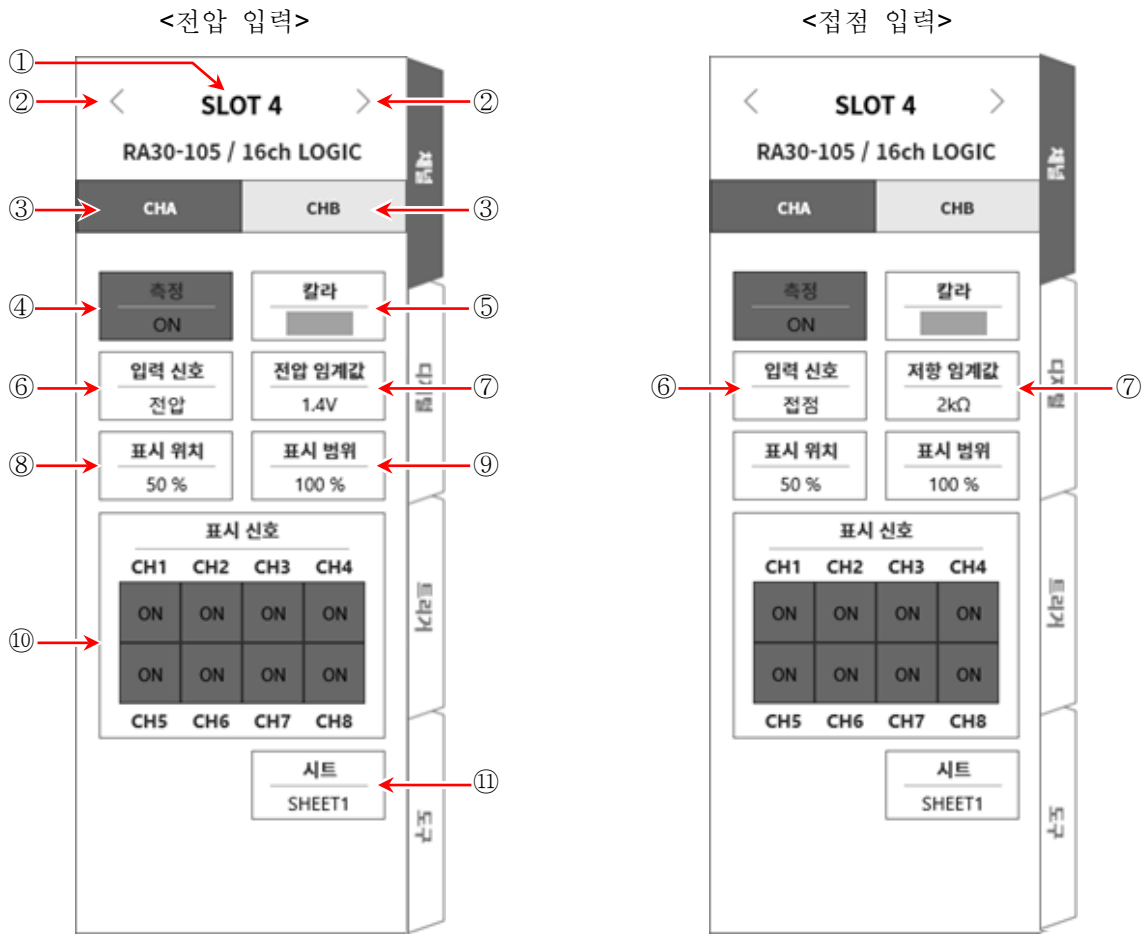 <전압 입력>
①
② < SLOT 4 > ②
RA30-105 / 16ch LOGIC
③ CHA CHB ③
④ 측정 칼라 ⑤
ON
⑥ 입력 신호 전압 임계값 ⑦
전압 1.4V
⑧ 표시 위치 표시 범위 ⑨
50 % 100 %
표시 신호
CH1 CH2 CH3 CH4
ON ON ON ON
⑩
ON ON ON ON
CH5 CH6 CH7 CH8
시트 ⑪
SHEET1
채널
디지털
트리거
도구
<접점 입력>
< SLOT 4 >
RA30-105 / 16ch LOGIC
CHA CHB
측정 칼라
ON
⑥ 입력 신호 저항 임계값 ⑦
접점 2kΩ
표시 위치 표시 범위
50 % 100 %
표시 신호
CH1 CH2 CH3 CH4
ON ON ON ON
ON ON ON ON
CH5 CH6 CH7 CH8
시트
SHEET1
채널
디지털
트리거
도구